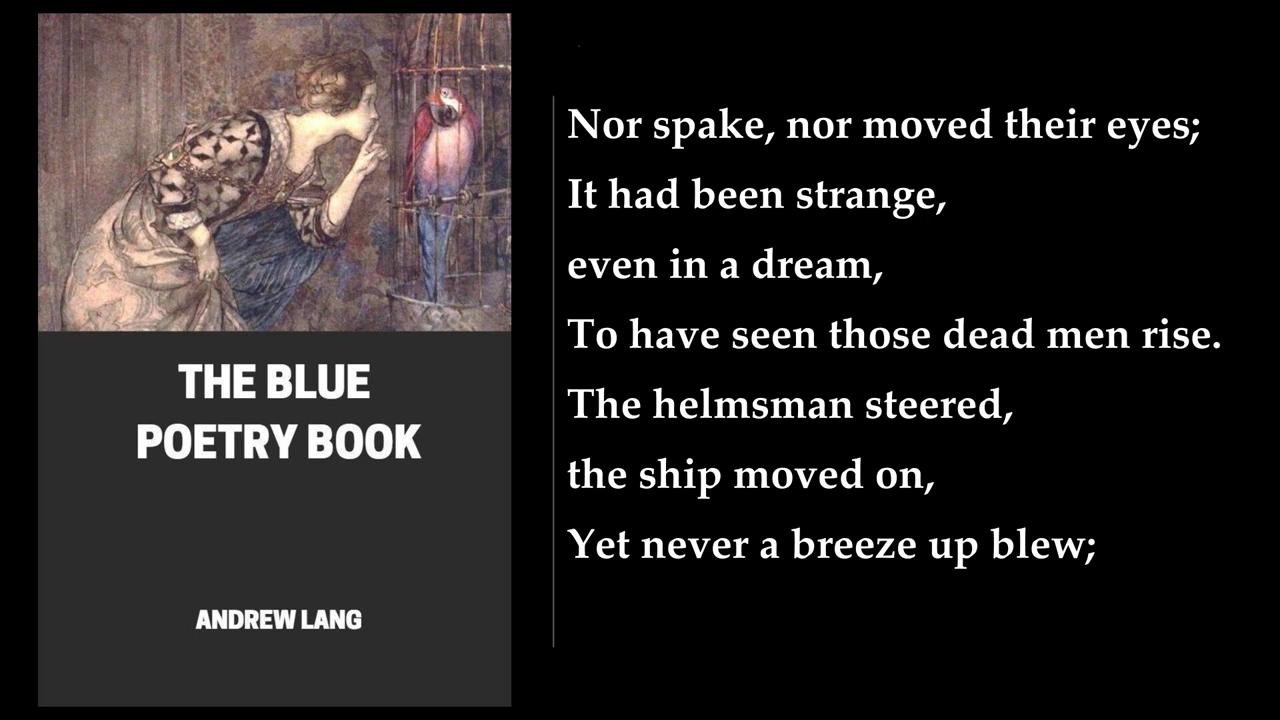 THE BLUE
POETRY BOOK
ANDREW LANG
Nor spake, nor moved their eyes;
It had been strange,
even in a dream,
To have seen those dead men rise.
The helmsman steered,
the ship moved on,
Yet never a breeze up blew;